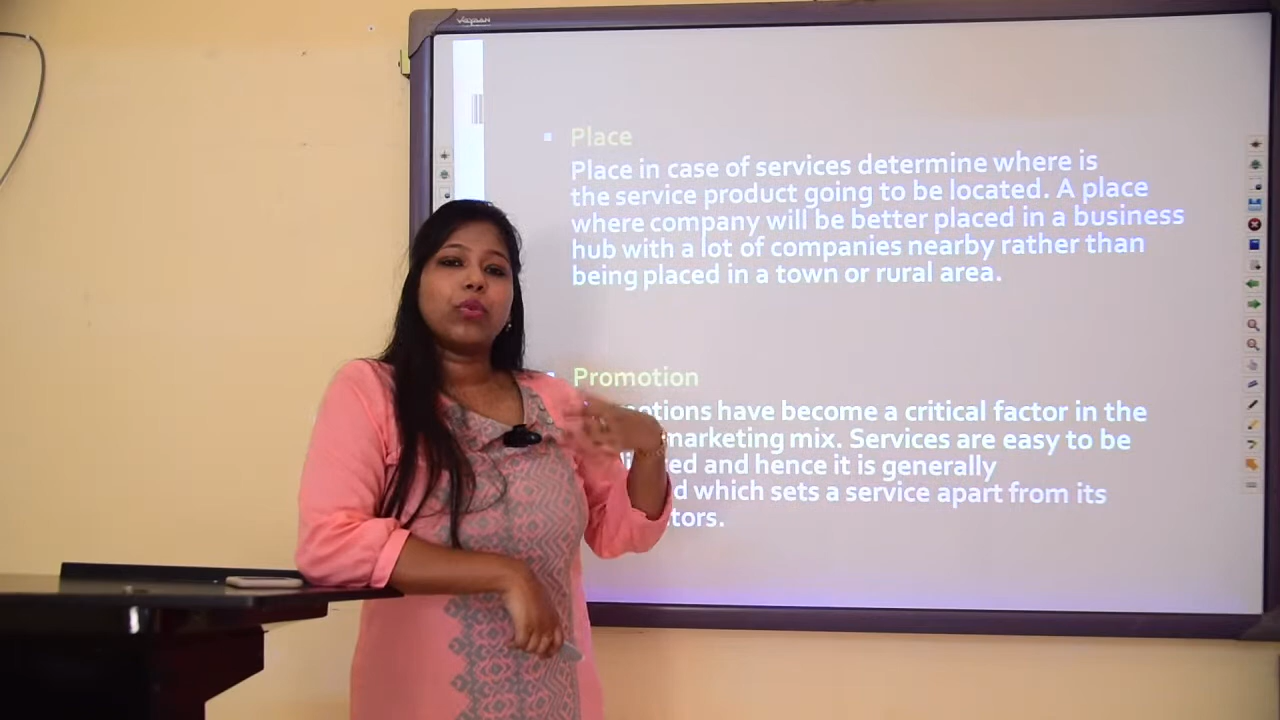 Place
Place in case of services determine where is
the service product going to be located. A place
where company will be better placed in a business
hub with a lot of companies nearby rather than
being placed in a town or rural area.
Promotion
have become a critical factor in the
marketing mix. Services are easy to be
and hence it is generally
which sets a service apart from its